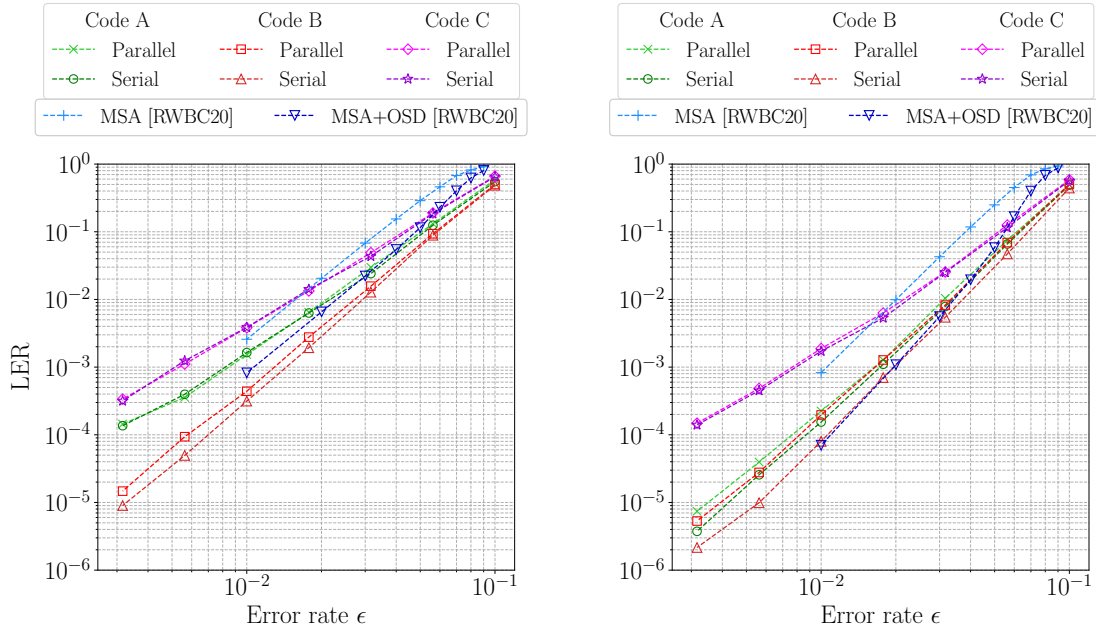 Code A Code B Code C
Parallel Parallel Parallel
Serial Serial Serial
MSA [RWBC20] MSA+OSD [RWBC20]
10^0
10^−1
10^−2
10^−3
10^−4
10^−5
10^−6
LER
10^−2 10^−1
Error rate ϵ
Code A Code B Code C
Parallel Parallel Parallel
Serial Serial Serial
MSA [RWBC20] MSA+OSD [RWBC20]
10^0
10^−1
10^−2
10^−3
10^−4
10^−5
10^−6
10^−2 10^−1
Error rate ϵ